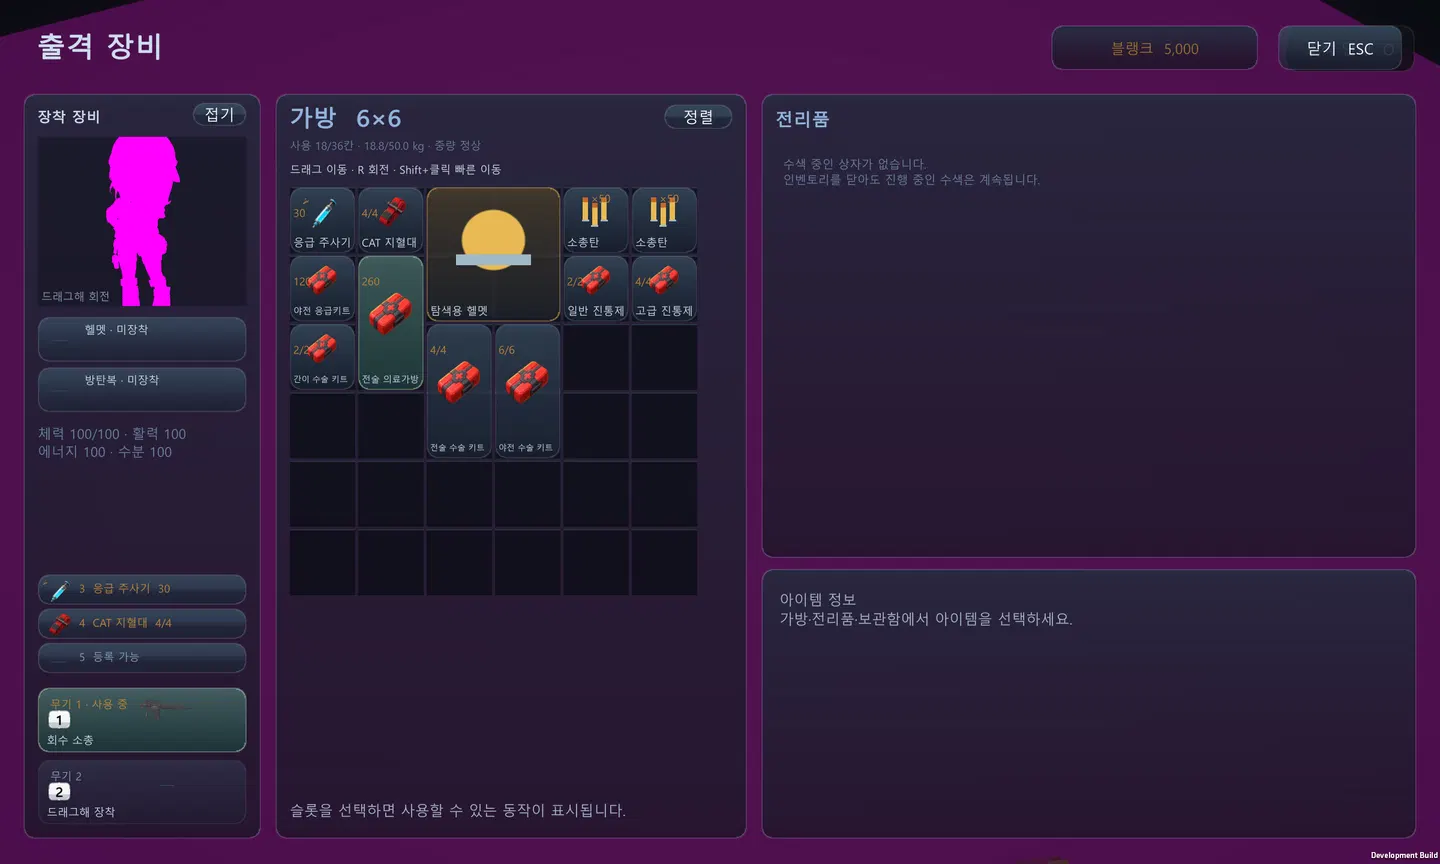 출격 장비
블랭크 5,000
닫기 ESC
장착 장비
접기
드래그해 회전
헬멧 · 미장착
방탄복 · 미장착
체력 100/100 · 활력 100
에너지 100 · 수분 100
3 응급 주사기 30
4 CAT 지혈대 4/4
5 등록 가능
무기 1 · 사용 중
1
회수 소총
무기 2
2
드래그해 장착
가방 6×6
정렬
사용 18/36칸 · 18.8/50.0 kg · 중량 정상
드래그 이동 · R 회전 · Shift+클릭 빠른 이동
30
응급 주사기
4/4
CAT 지혈대
탐색용 헬멧
×50
소총탄
×50
소총탄
120
야전 응급키트
260
전술 의료가방
2/2
일반 진통제
4/4
고급 진통제
2/2
간이 수술 키트
4/4
전술 수술 키트
6/6
야전 수술 키트
슬롯을 선택하면 사용할 수 있는 동작이 표시됩니다.
전리품
수색 중인 상자가 없습니다.
인벤토리를 닫아도 진행 중인 수색은 계속됩니다.
아이템 정보
가방·전리품·보관함에서 아이템을 선택하세요.
Development Build